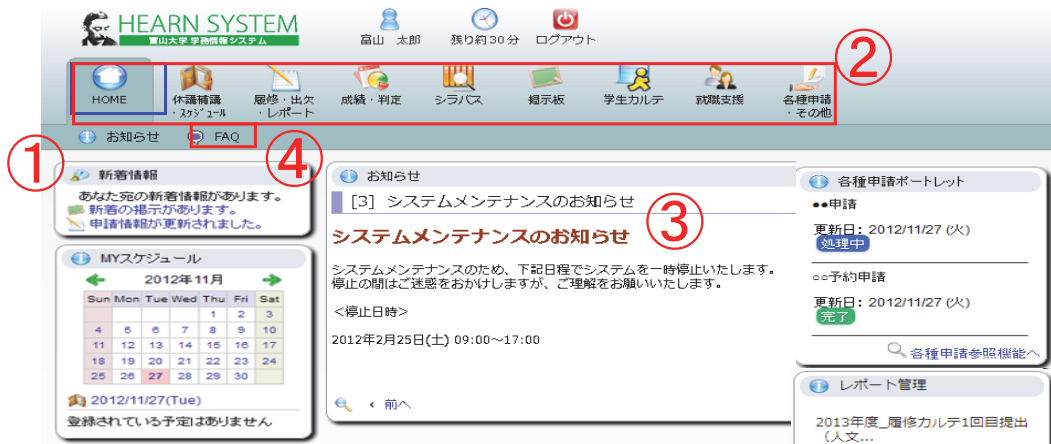 HEARN SYSTEM
富山大学 学務情報システム
富山 太郎
残り約30分
ログアウト
②
HOME
休講補講
・スケジュール
履修・出欠
・レポート
成績・判定
シラバス
掲示板
学生カルテ
就職支援
各種申請
・その他
お知らせ
FAQ
①
④
新着情報
あなた宛の新着情報があります。
新着の掲示があります。
申請情報が更新されました。
MYスケジュール
2012年11月
Sun Mon Tue Wed Thu Fri Sat
1 2 3
4 5 6 7 8 9 10
11 12 13 14 15 16 17
18 19 20 21 22 23 24
25 26 27 28 29 30
2012/11/27(Tue)
登録されている予定はありません
お知らせ
[3] システムメンテナンスのお知らせ
③
システムメンテナンスのお知らせ
システムメンテナンスのため、下記日程でシステムを一時停止いたします。
停止の間はご迷惑をおかけしますが、ご理解をお願いいたします。
<停止日時>
2012年2月25日(土) 09:00～17:00
‹ 前へ
各種申請ポートレット
●●申請
更新日: 2012/11/27 (火)
処理中
○○予約申請
更新日: 2012/11/27 (火)
完了
各種申請参照機能へ
レポート管理
2013年度_履修カルテ1回目提出
（人文...